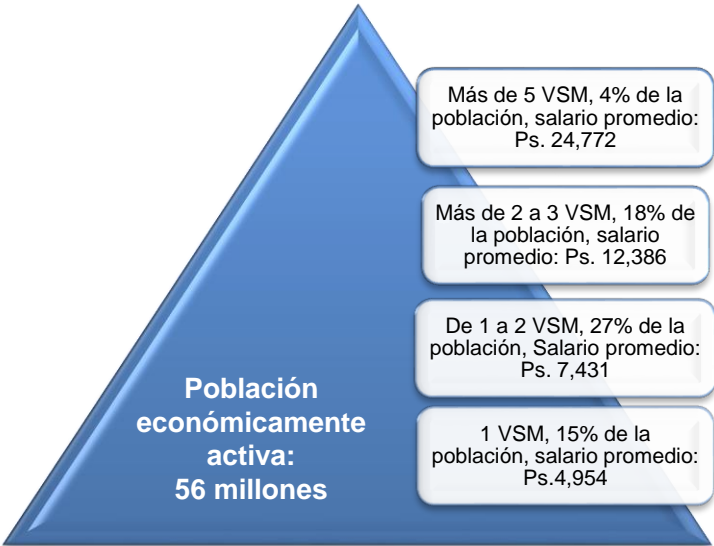 Más de 5 VSM, 4% de la
población, salario promedio:
Ps. 24,772
Más de 2 a 3 VSM, 18% de
la población, salario
promedio: Ps. 12,386
De 1 a 2 VSM, 27% de la
población, Salario promedio:
Ps. 7,431
1 VSM, 15% de la
población, salario promedio:
Ps.4,954
Población
económicamente
activa:
56 millones